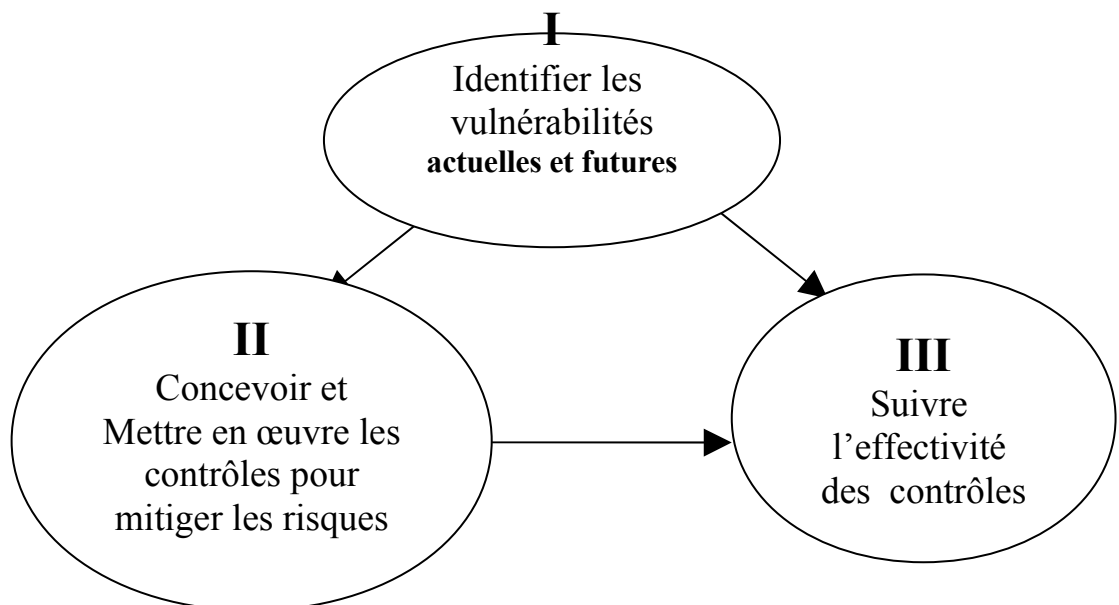 I
Identifier les
vulnérabilités
actuelles et futures
II
Concevoir et
Mettre en œuvre les
contrôles pour
mitiger les risques
III
Suivre
l’effectivité
des contrôles